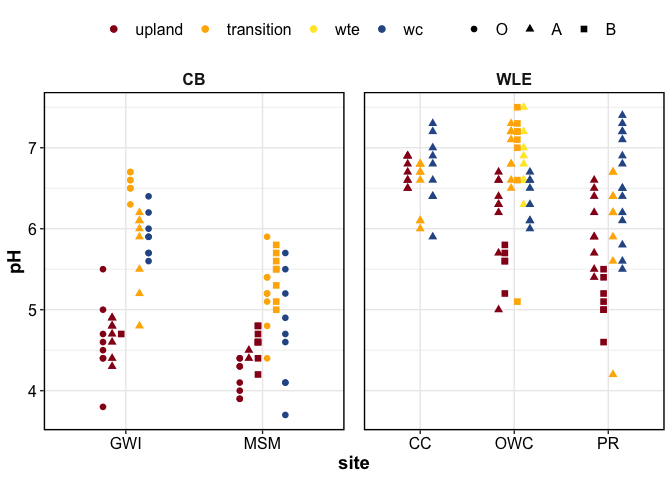 upland transition wte wc O A B
CB WLE
7
6
5
4
pH
GWI MSM CC OWC PR
site